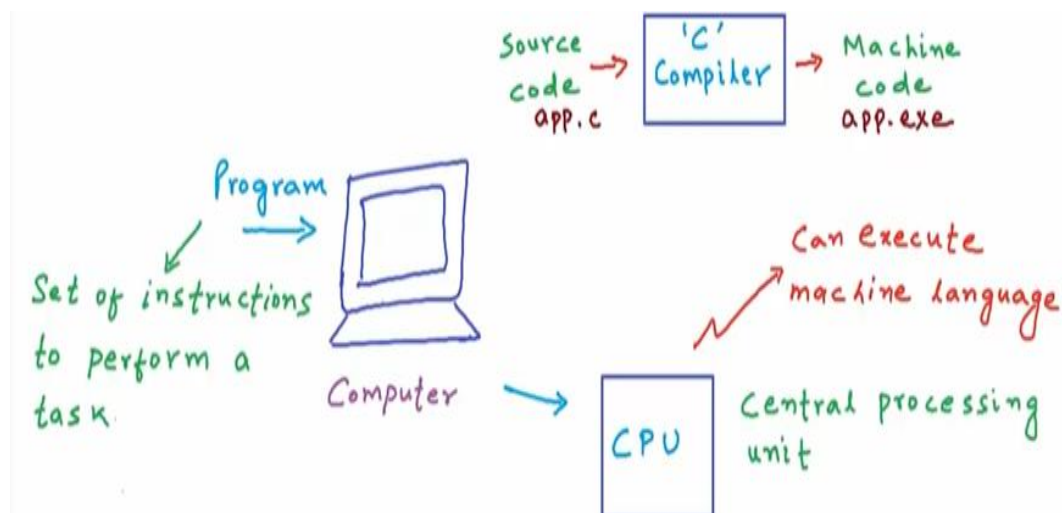 Source
code
app.c
'C'
Compiler
Machine
code
app.exe
Program
Set of instructions
to perform a
task.
Computer
CPU
Central processing
unit
Can execute
machine language